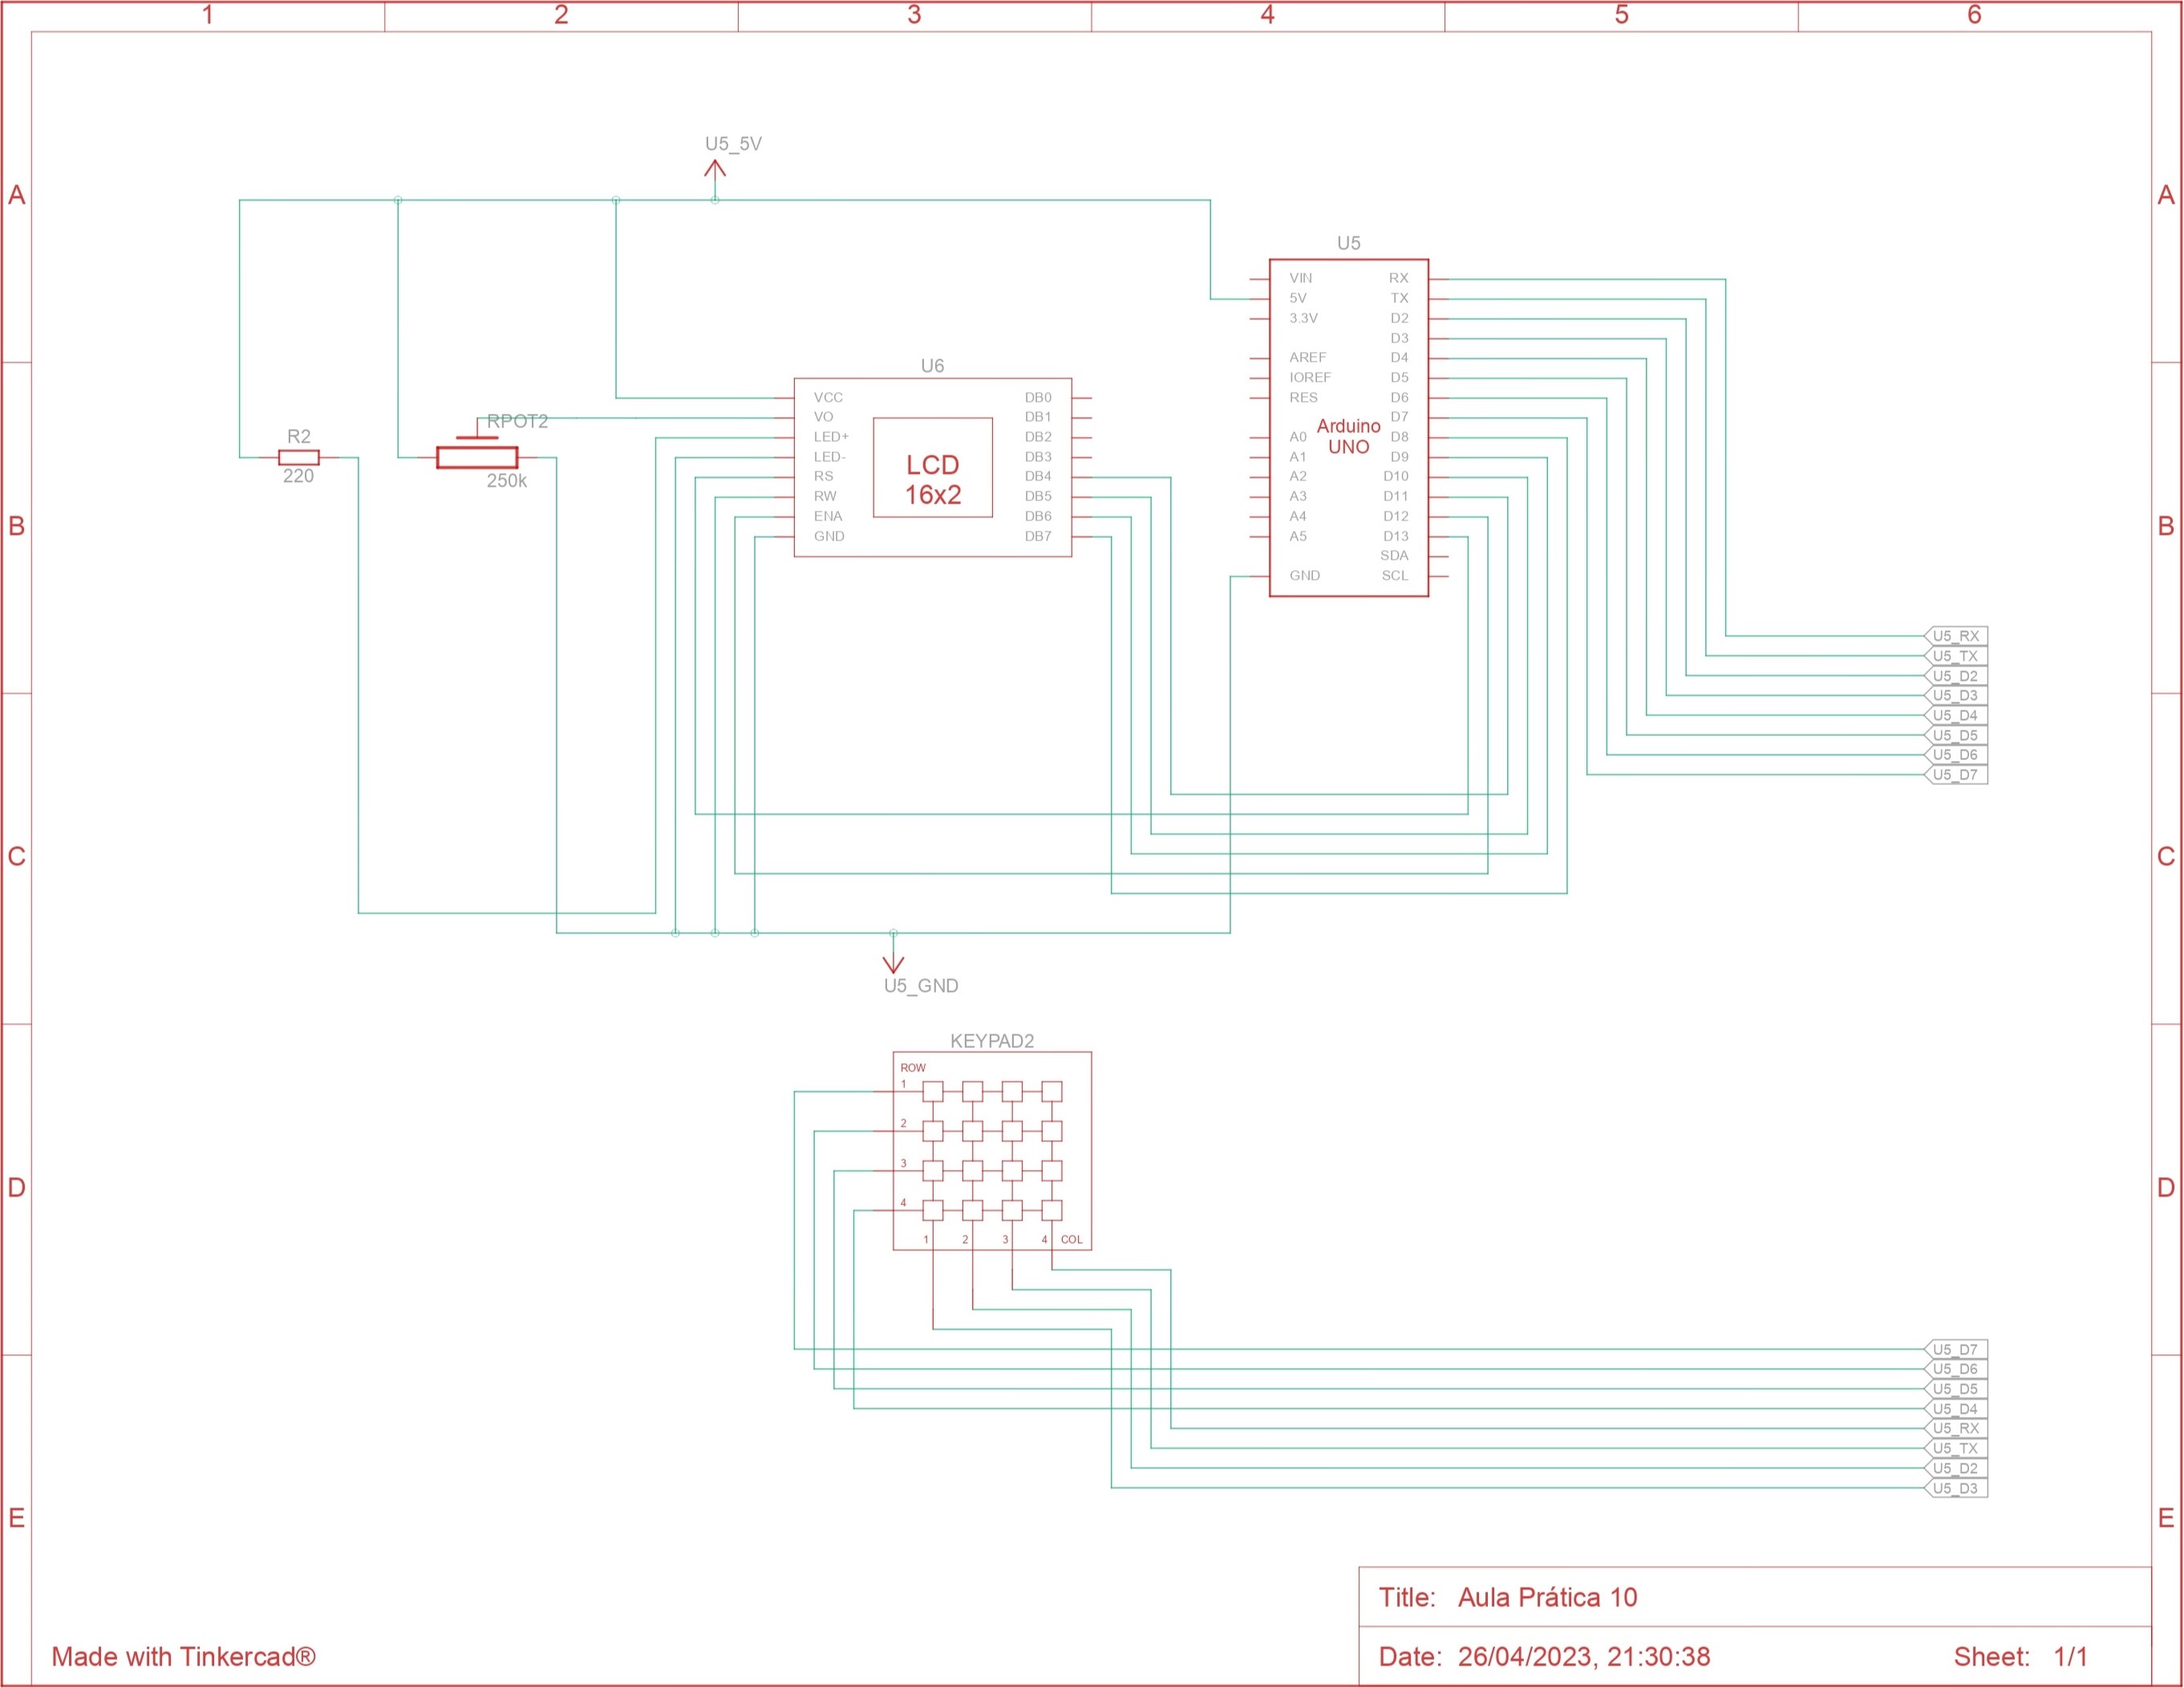 1 2 3 4 5 6
A A
B B
C C
D D
E E
U5_5V
R2
220
RPOT2
250k
U6
VCC DB0
VO DB1
LED+ DB2
LED- DB3
RS DB4
RW DB5
ENA DB6
GND DB7
LCD
16x2
U5
VIN RX
5V TX
3.3V D2
D3
AREF D4
IOREF D5
RES D6
D7
A0 D8
A1 D9
A2 D10
A3 D11
A4 D12
A5 D13
SDA
GND SCL
Arduino
UNO
U5_RX
U5_TX
U5_D2
U5_D3
U5_D4
U5_D5
U5_D6
U5_D7
U5_GND
KEYPAD2
ROW
1
2
3
4
1 2 3 4 COL
U5_D7
U5_D6
U5_D5
U5_D4
U5_RX
U5_TX
U5_D2
U5_D3
Title: Aula Prática 10
Date: 26/04/2023, 21:30:38 Sheet: 1/1
Made with Tinkercad®